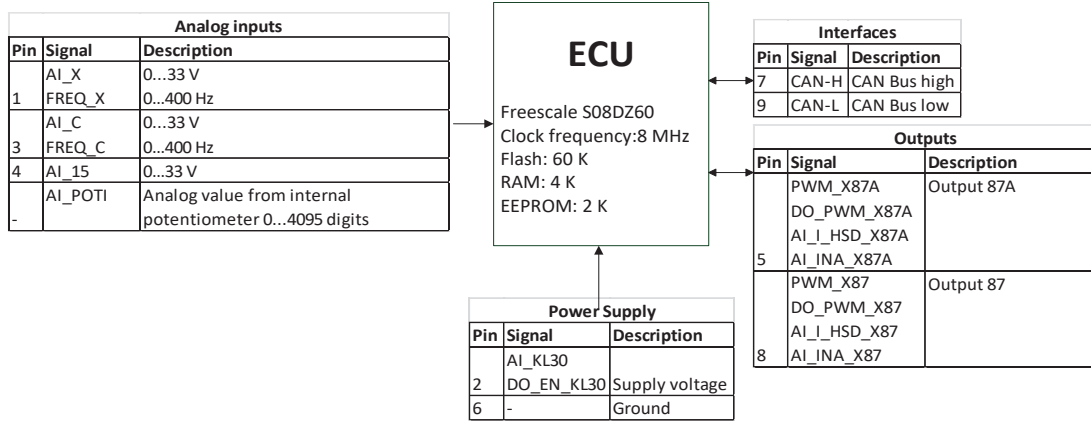 Analog inputs
Pin Signal Description
AI_X 0...33 V
1 FREQ_X 0...400 Hz
AI_C 0...33 V
3 FREQ_C 0...400 Hz
4 AI_15 0...33 V
AI_POTI Analog value from internal
- potentiometer 0...4095 digits
ECU
Freescale S08DZ60
Clock frequency:8 MHz
Flash: 60 K
RAM: 4 K
EEPROM: 2 K
Interfaces
Pin Signal Description
7 CAN-H CAN Bus high
9 CAN-L CAN Bus low
Outputs
Pin Signal Description
PWM_X87A Output 87A
DO_PWM_X87A
AI_I_HSD_X87A
5 AI_INA_X87A
PWM_X87 Output 87
DO_PWM_X87
AI_I_HSD_X87
8 AI_INA_X87
Power Supply
Pin Signal Description
AI_KL30
2 DO_EN_KL30 Supply voltage
6 - Ground